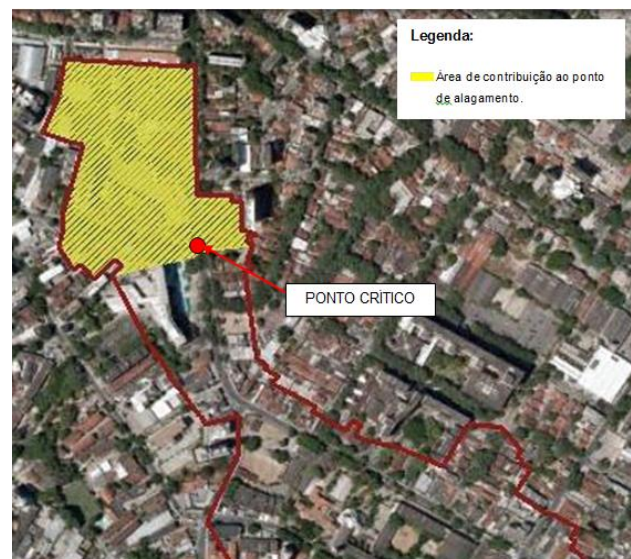 Legenda:
Área de contribuição ao ponto
de alagamento.
PONTO CRÍTICO